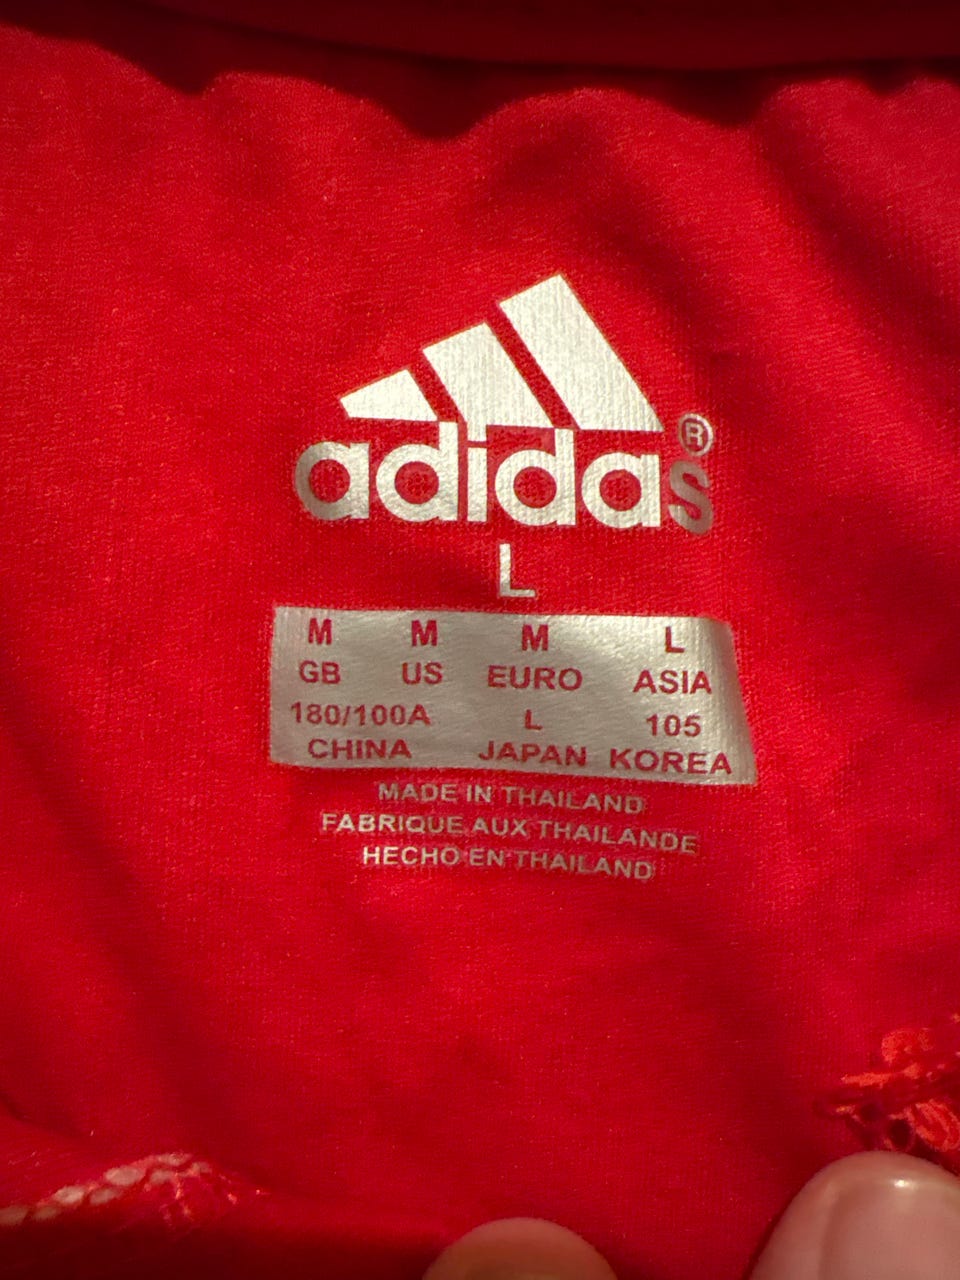 adidas®
L
M M M L
GB US EURO ASIA
180/100A L 105
CHINA JAPAN KOREA
MADE IN THAILAND
FABRIQUE AUX THAILANDE
HECHO EN THAILAND